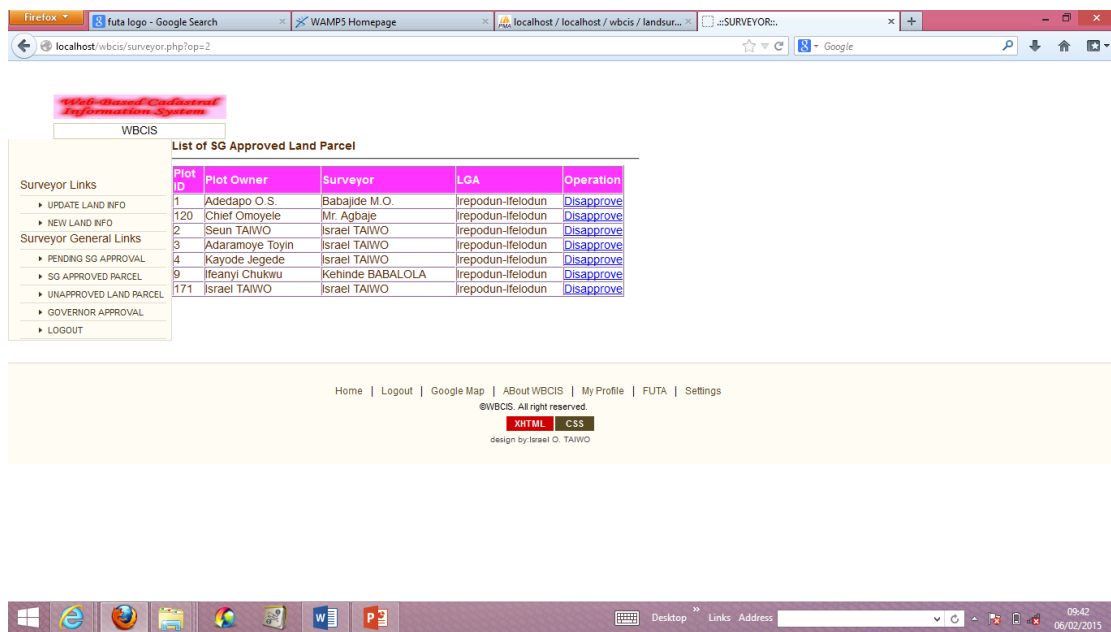 Firefox
futa logo - Google Search
WAMP5 Homepage
localhost / localhost / wbcis / landsur...
.::SURVEYOR::.
localhost/wbcis/surveyor.php?op=2
Google
Web-Based Cadastral
Information System
WBCIS
List of SG Approved Land Parcel
Plot ID Plot Owner Surveyor LGA Operation
1 Adedapo O.S. Babajide M.O. Irepodun-Ifelodun Disapprove
120 Chief Omoyele Mr. Agbaje Irepodun-Ifelodun Disapprove
2 Seun TAIWO Israel TAIWO Irepodun-Ifelodun Disapprove
3 Adaramoye Toyin Israel TAIWO Irepodun-Ifelodun Disapprove
4 Kayode Jegede Israel TAIWO Irepodun-Ifelodun Disapprove
9 Ifeanyi Chukwu Kehinde BABALOLA Irepodun-Ifelodun Disapprove
171 Israel TAIWO Israel TAIWO Irepodun-Ifelodun Disapprove
Surveyor Links
UPDATE LAND INFO
NEW LAND INFO
Surveyor General Links
PENDING SG APPROVAL
SG APPROVED PARCEL
UNAPPROVED LAND PARCEL
GOVERNOR APPROVAL
LOGOUT
Home | Logout | Google Map | ABout WBCIS | My Profile | FUTA | Settings
©WBCIS. All right reserved.
XHTML CSS
design by:Israel O. TAIWO
Desktop » Links Address
09:42
06/02/2015